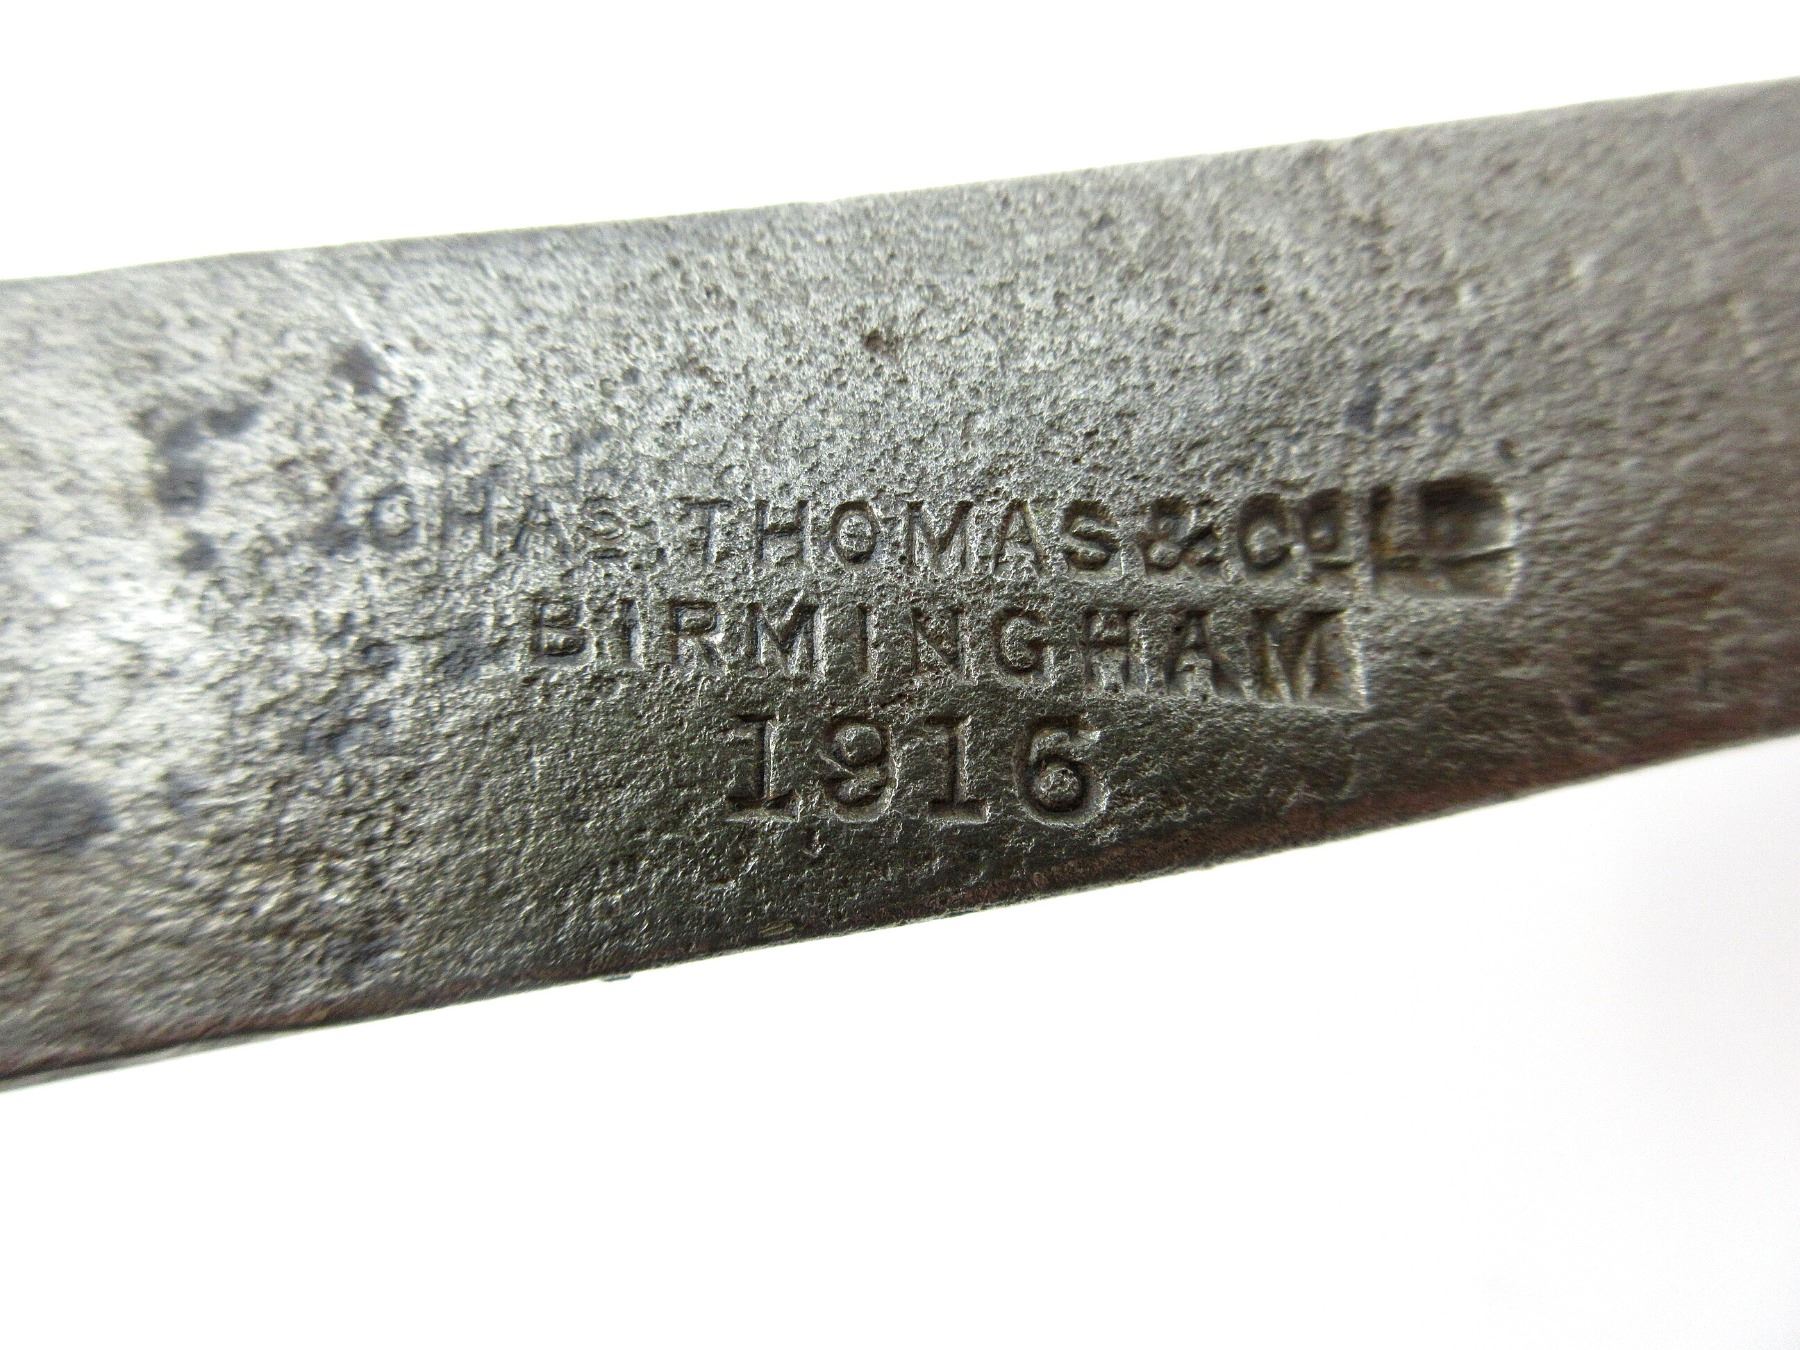 CHAS. THOMAS & Co LD
BIRMINGHAM
1916